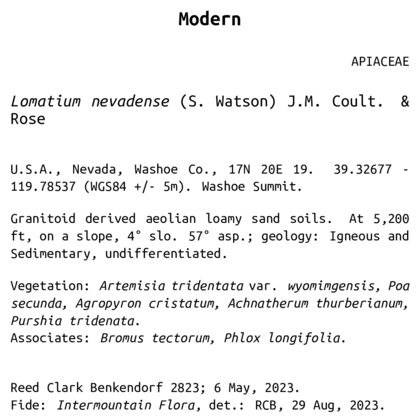 Modern
APIACEAE
Lomatium nevadense (S. Watson) J.M. Coult. &
Rose
U.S.A., Nevada, Washoe Co., 17N 20E 19. 39.32677 -
119.78537 (WGS84 +/- 5m). Washoe Summit.
Granitoid derived aeolian loamy sand soils. At 5,200
ft, on a slope, 4° slo. 57° asp.; geology: Igneous and
Sedimentary, undifferentiated.
Vegetation: Artemisia tridentata var. wyomimgensis, Poa
secunda, Agropyron cristatum, Achnatherum thurberianum,
Purshia tridenata.
Associates: Bromus tectorum, Phlox longifolia.
Reed Clark Benkendorf 2823; 6 May, 2023.
Fide: Intermountain Flora, det.: RCB, 29 Aug, 2023.